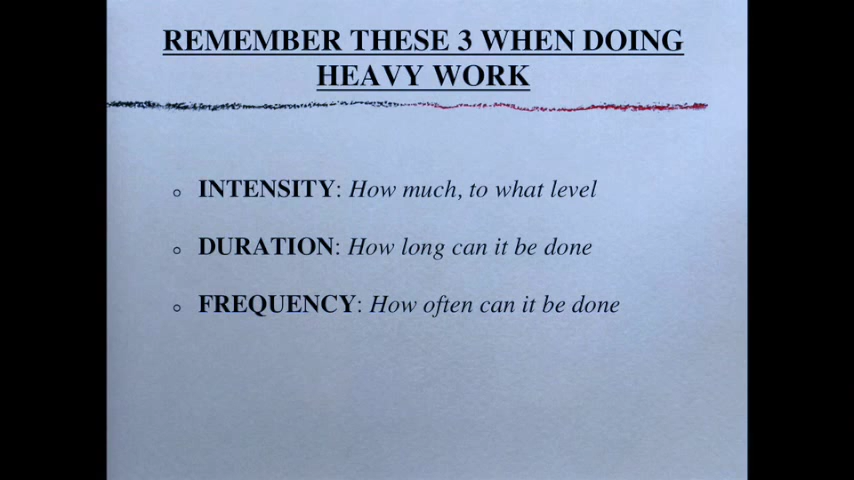 REMEMBER THESE 3 WHEN DOING
HEAVY WORK
INTENSITY: How much, to what level
DURATION: How long can it be done
FREQUENCY: How often can it be done